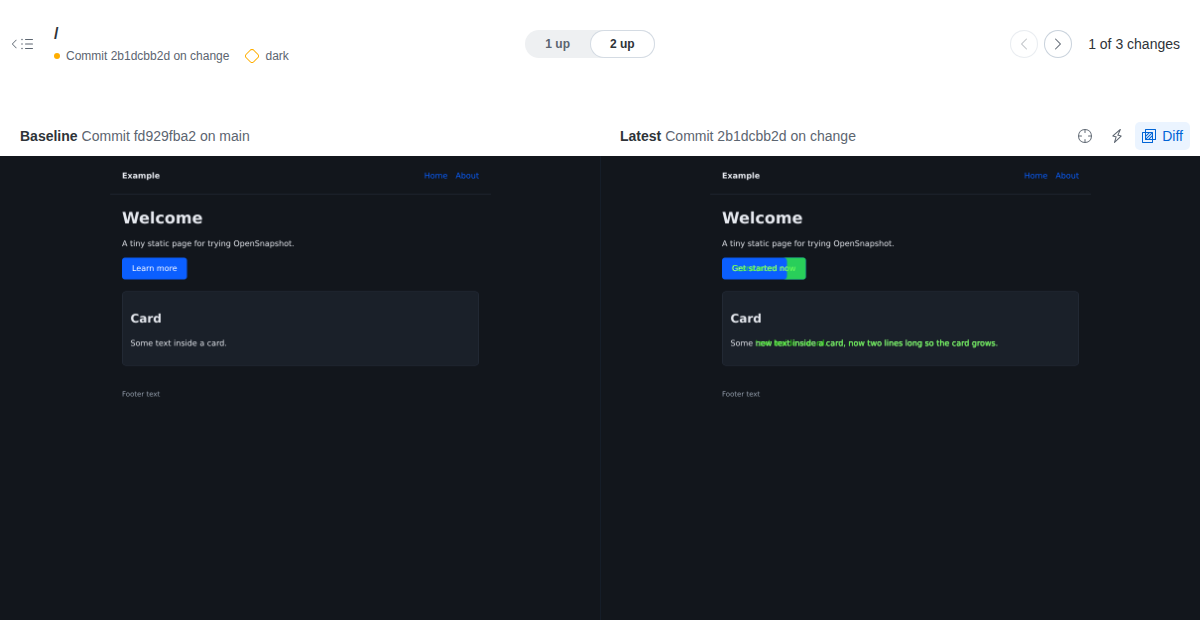 /
Commit 2b1dcbb2d on change dark
1 up 2 up
1 of 3 changes
Baseline Commit fd929fba2 on main
Latest Commit 2b1dcbb2d on change
Diff
Example Home About
Welcome
A tiny static page for trying OpenSnapshot.
Learn more
Card
Some text inside a card.
Footer text
Example Home About
Welcome
A tiny static page for trying OpenSnapshot.
Get started now
Card
Some new text inside a card, now two lines long so the card grows.
Footer text